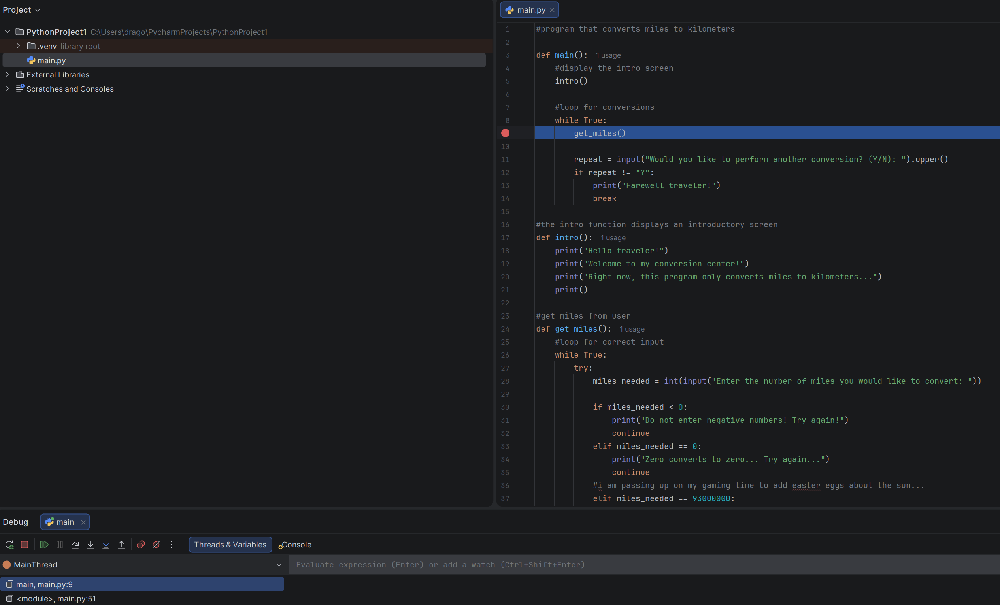 Project
PythonProject1 C:\Users\drago\PycharmProjects\PythonProject1
.venv library root
main.py
External Libraries
Scratches and Consoles
main.py
1 #program that converts miles to kilometers
2
3 def main(): 1 usage
4     #display the intro screen
5     intro()
6
7     #loop for conversions
8     while True:
        get_miles()
10
11         repeat = input("Would you like to perform another conversion? (Y/N): ").upper()
12         if repeat != "Y":
13             print("Farewell traveler!")
14             break
15
16 #the intro function displays an introductory screen
17 def intro(): 1 usage
18     print("Hello traveler!")
19     print("Welcome to my conversion center!")
20     print("Right now, this program only converts miles to kilometers...")
21     print()
22
23 #get miles from user
24 def get_miles(): 1 usage
25     #loop for correct input
26     while True:
27         try:
28             miles_needed = int(input("Enter the number of miles you would like to convert: "))
29
30             if miles_needed < 0:
31                 print("Do not enter negative numbers! Try again!")
32                 continue
33             elif miles_needed == 0:
34                 print("Zero converts to zero... Try again...")
35                 continue
36             #i am passing up on my gaming time to add easter eggs about the sun...
37             elif miles_needed == 93000000:
Debug main
Threads & Variables Console
MainThread Evaluate expression (Enter) or add a watch (Ctrl+Shift+Enter)
main, main.py:9
<module>, main.py:51